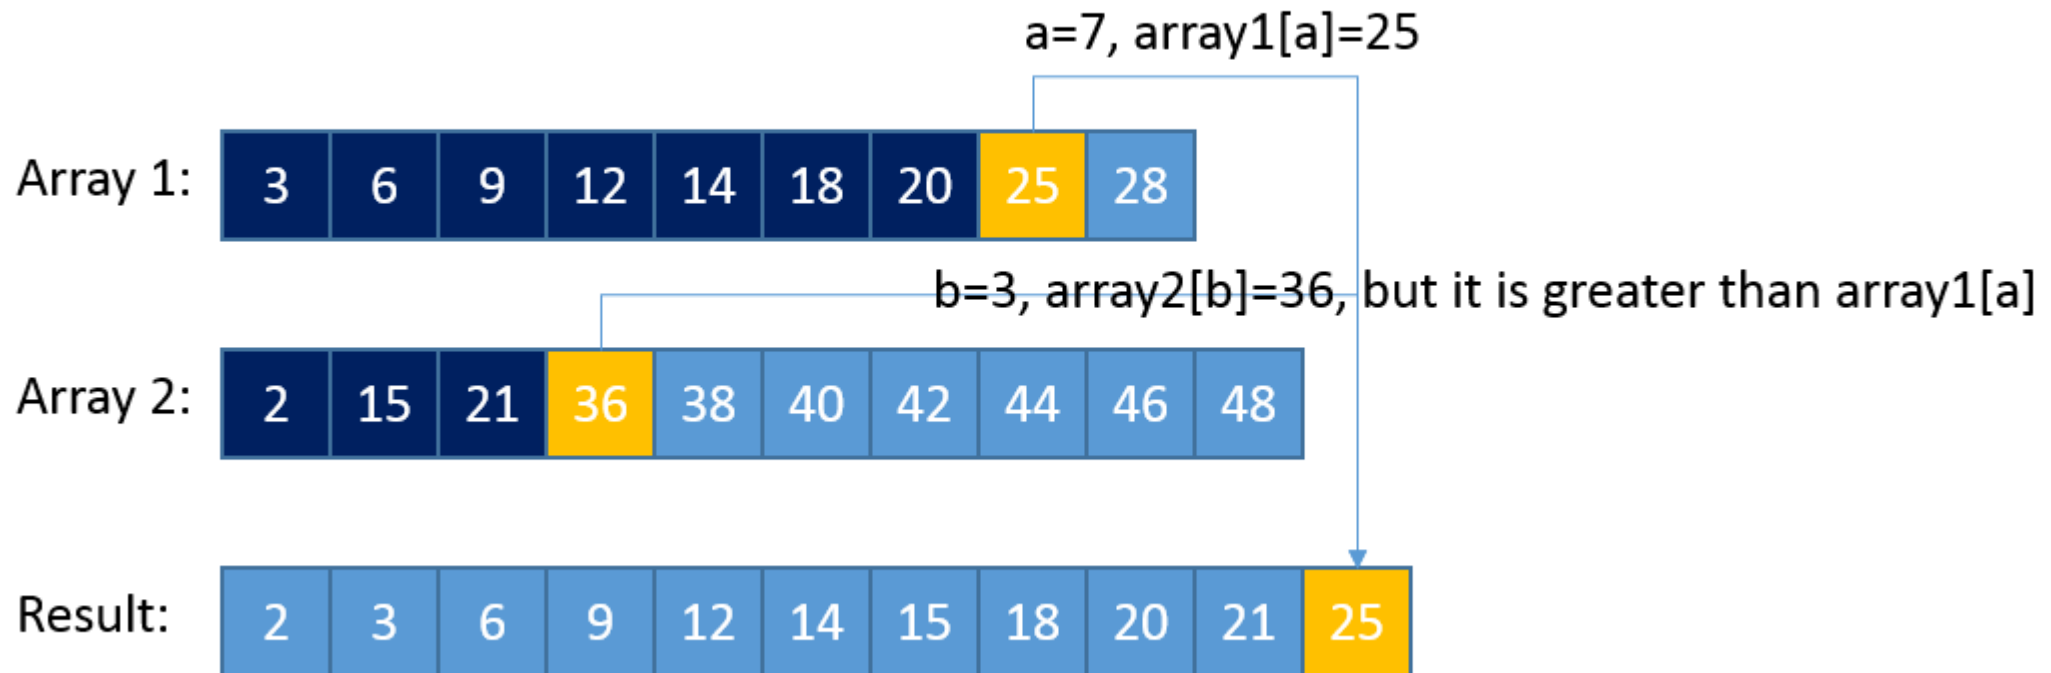 a=7, array1[a]=25
Array 1: 3 6 9 12 14 18 20 25 28
b=3, array2[b]=36, but it is greater than array1[a]
Array 2: 2 15 21 36 38 40 42 44 46 48
Result: 2 3 6 9 12 14 15 18 20 21 25